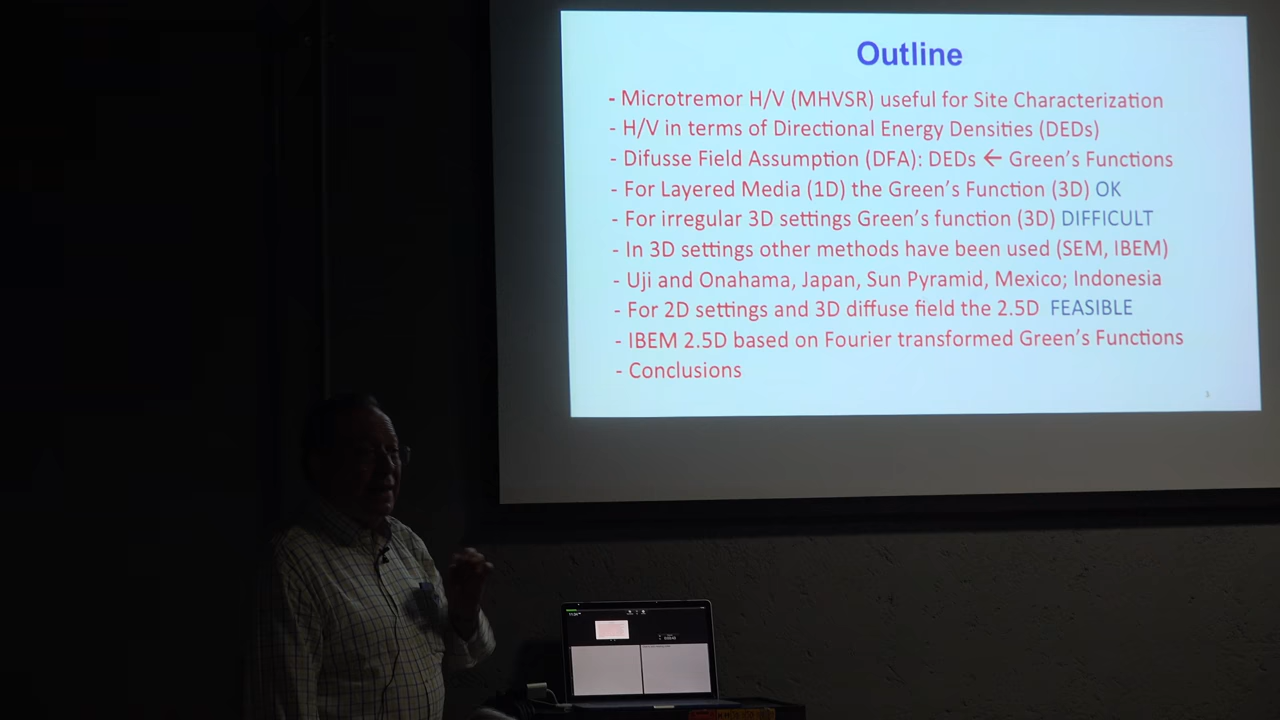 Outline
- Microtremor H/V (MHVSR) useful for Site Characterization
- H/V in terms of Directional Energy Densities (DEDs)
- Difusse Field Assumption (DFA): DEDs ← Green's Functions
- For Layered Media (1D) the Green's Function (3D) OK
- For irregular 3D settings Green's function (3D) DIFFICULT
- In 3D settings other methods have been used (SEM, IBEM)
- Uji and Onahama, Japan, Sun Pyramid, Mexico; Indonesia
- For 2D settings and 3D diffuse field the 2.5D FEASIBLE
- IBEM 2.5D based on Fourier transformed Green's Functions
- Conclusions
3